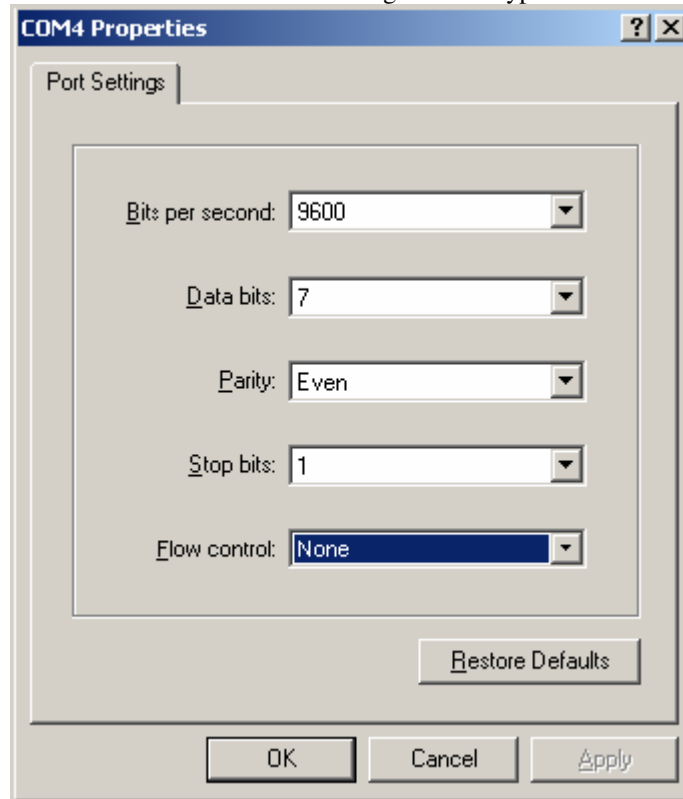 COM4 Properties
Port Settings
Bits per second: 9600
Data bits: 7
Parity: Even
Stop bits: 1
Flow control: None
Restore Defaults
OK Cancel Apply